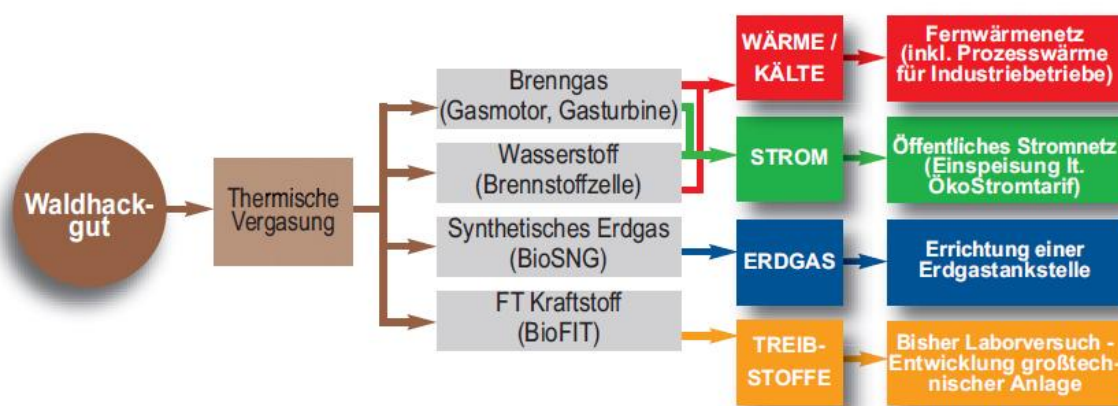 Waldhack-
gut
Thermische
Vergasung
Brenngas
(Gasmotor, Gasturbine)
Wasserstoff
(Brennstoffzelle)
Synthetisches Erdgas
(BioSNG)
FT Kraftstoff
(BioFIT)
WÄRME /
KÄLTE
STROM
ERDGAS
TREIB-
STOFFE
Fernwärmenetz
(inkl. Prozesswärme
für Industriebetriebe)
Öffentliches Stromnetz
(Einspeisung lt.
ÖkoStromtarif)
Errichtung einer
Erdgastankstelle
Bisher Laborversuch -
Entwicklung großtech-
nischer Anlage